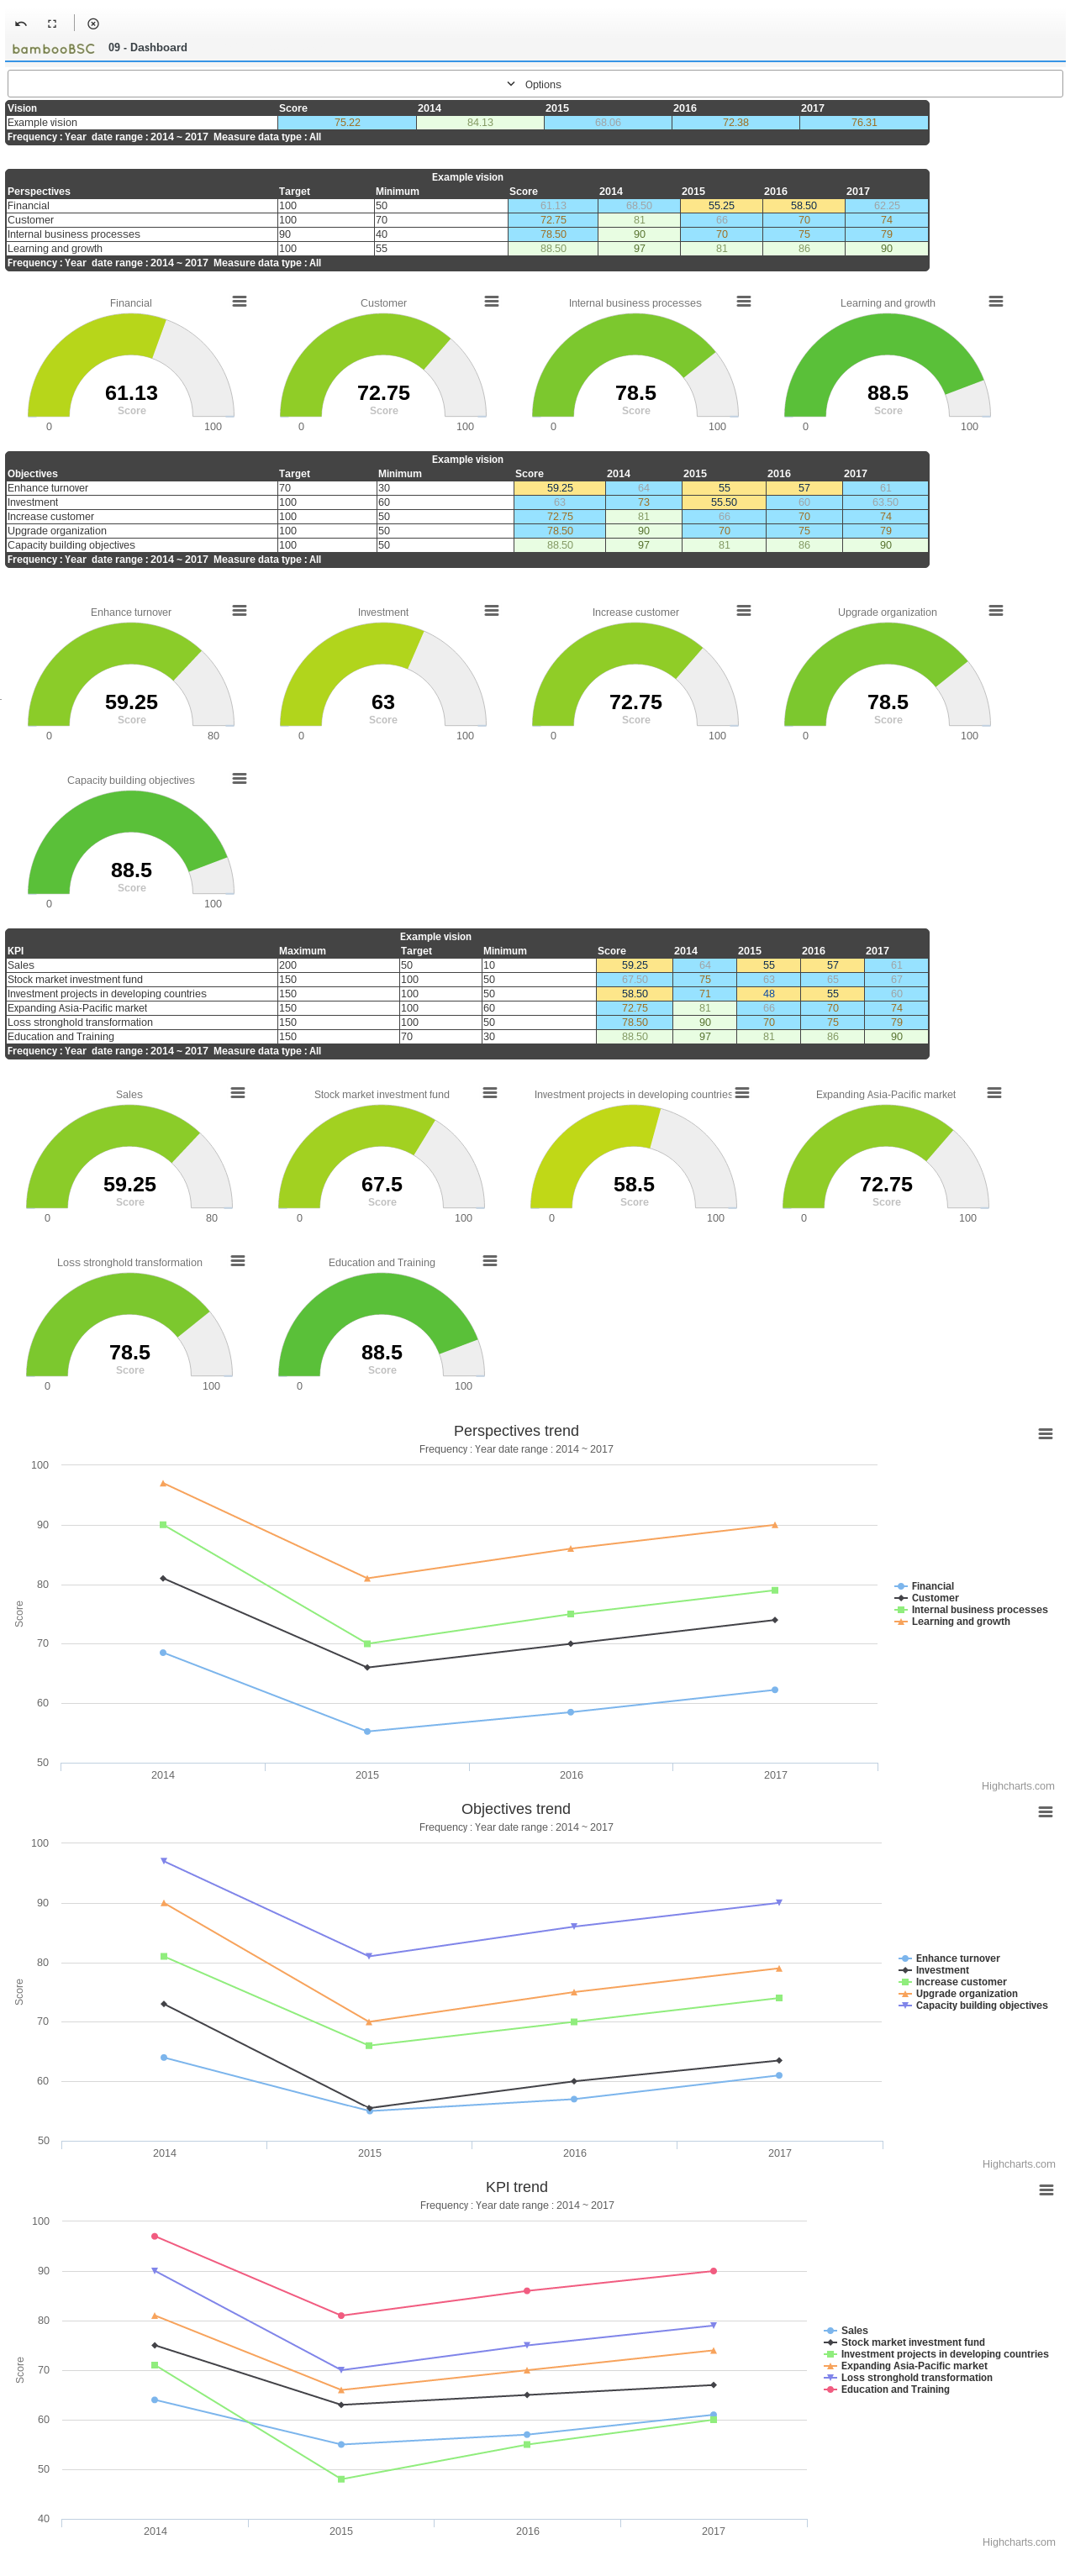 bambooBSC 09 - Dashboard
Options
Vision Score 2014 2015 2016 2017
Example vision 75.22 84.13 68.06 72.38 76.31
Frequency : Year date range : 2014 ~ 2017 Measure data type : All
Example vision
Perspectives Target Minimum Score 2014 2015 2016 2017
Financial 100 50 61.13 68.50 55.25 58.50 62.25
Customer 100 70 72.75 81 66 70 74
Internal business processes 90 40 78.50 90 70 75 79
Learning and growth 100 55 88.50 97 81 86 90
Frequency : Year date range : 2014 ~ 2017 Measure data type : All
Financial Customer Internal business processes Learning and growth
61.13 72.75 78.5 88.5
Score Score Score Score
0 100 0 100 0 100 0 100
Example vision
Objectives Target Minimum Score 2014 2015 2016 2017
Enhance turnover 70 30 59.25 64 55 57 61
Investment 100 60 63 73 55.50 60 63.50
Increase customer 100 50 72.75 81 66 70 74
Upgrade organization 100 50 78.50 90 70 75 79
Capacity building objectives 100 50 88.50 97 81 86 90
Frequency : Year date range : 2014 ~ 2017 Measure data type : All
Enhance turnover Investment Increase customer Upgrade organization
59.25 63 72.75 78.5
Score Score Score Score
0 80 0 100 0 100 0 100
Capacity building objectives
88.5
Score
0 100
Example vision
KPI Maximum Target Minimum Score 2014 2015 2016 2017
Sales 200 50 10 59.25 64 55 57 61
Stock market investment fund 150 100 50 67.50 75 63 65 67
Investment projects in developing countries 150 100 50 58.50 71 48 55 60
Expanding Asia-Pacific market 150 100 60 72.75 81 66 70 74
Loss stronghold transformation 150 100 50 78.50 90 70 75 79
Education and Training 150 70 30 88.50 97 81 86 90
Frequency : Year date range : 2014 ~ 2017 Measure data type : All
Sales Stock market investment fund Investment projects in developing countries Expanding Asia-Pacific market
59.25 67.5 58.5 72.75
Score Score Score Score
0 80 0 100 0 100 0 100
Loss stronghold transformation Education and Training
78.5 88.5
Score Score
0 100 0 100
Perspectives trend
Frequency : Year date range : 2014 ~ 2017
100
90
80
70
60
50
Score
2014 2015 2016 2017
Financial
Customer
Internal business processes
Learning and growth
Highcharts.com
Objectives trend
Frequency : Year date range : 2014 ~ 2017
100
90
80
70
60
50
Score
2014 2015 2016 2017
Enhance turnover
Investment
Increase customer
Upgrade organization
Capacity building objectives
Highcharts.com
KPI trend
Frequency : Year date range : 2014 ~ 2017
100
90
80
70
60
50
40
Score
2014 2015 2016 2017
Sales
Stock market investment fund
Investment projects in developing countries
Expanding Asia-Pacific market
Loss stronghold transformation
Education and Training
Highcharts.com